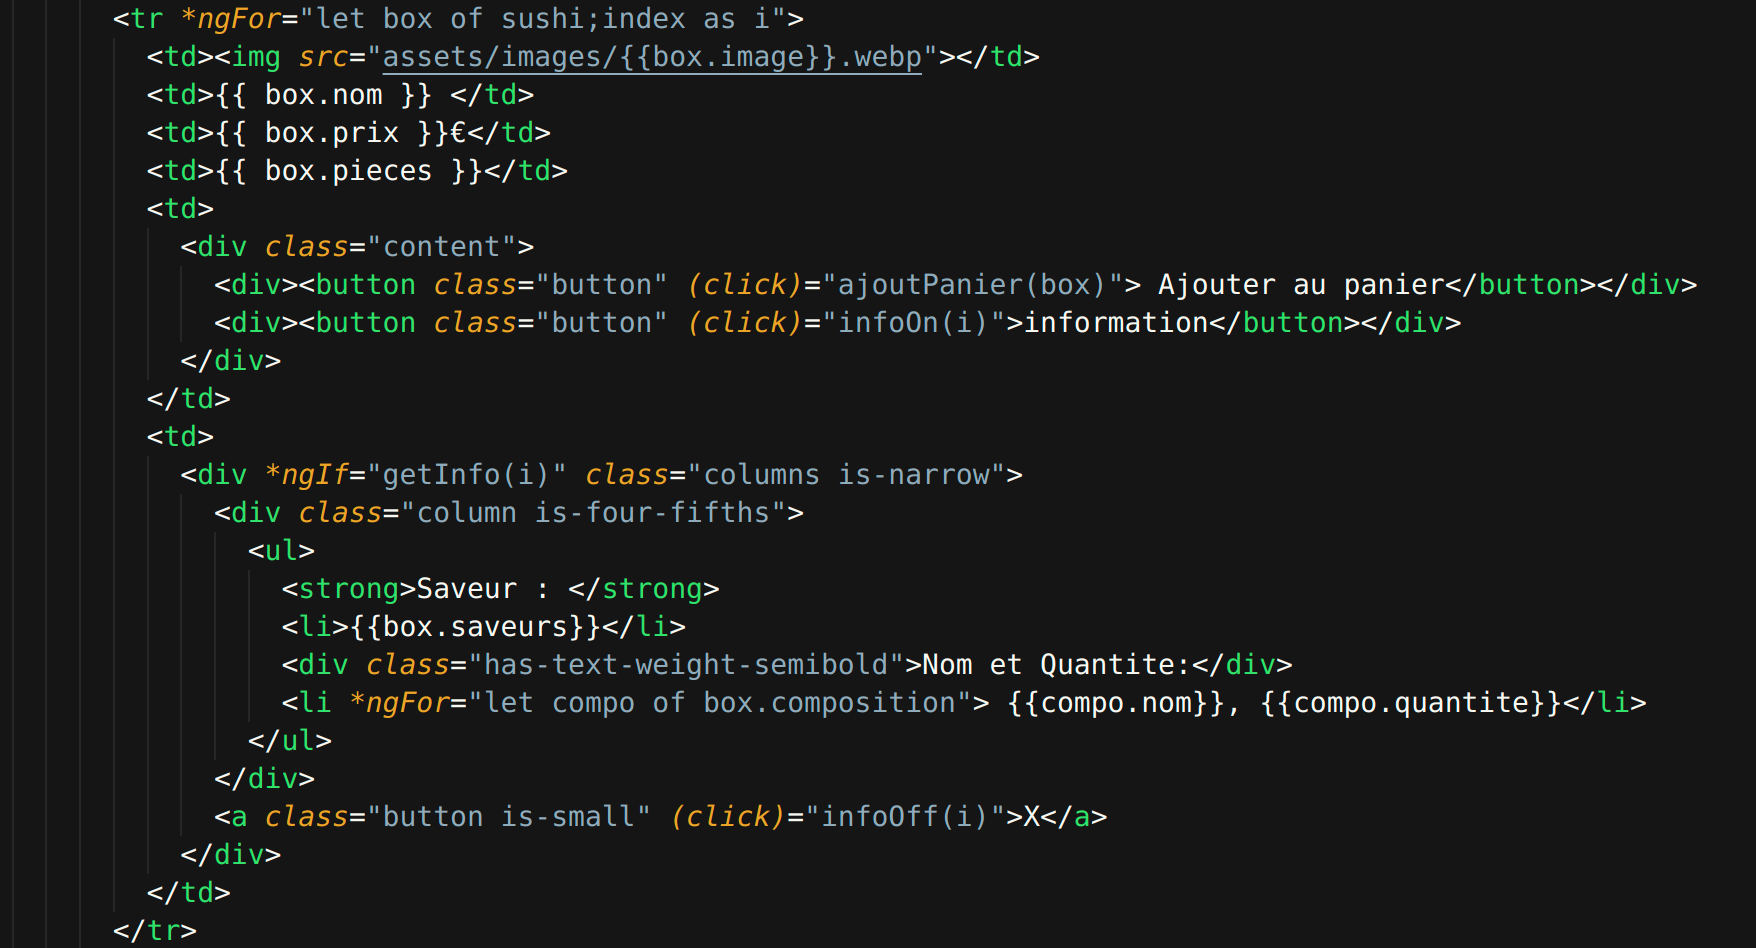 <tr *ngFor="let box of sushi;index as i">
<td><img src="assets/images/{{box.image}}.webp"></td>
<td>{{ box.nom }} </td>
<td>{{ box.prix }}€</td>
<td>{{ box.pieces }}</td>
<td>
<div class="content">
<div><button class="button" (click)="ajoutPanier(box)"> Ajouter au panier</button></div>
<div><button class="button" (click)="infoOn(i)">information</button></div>
</div>
</td>
<td>
<div *ngIf="getInfo(i)" class="columns is-narrow">
<div class="column is-four-fifths">
<ul>
<strong>Saveur : </strong>
<li>{{box.saveurs}}</li>
<div class="has-text-weight-semibold">Nom et Quantite:</div>
<li *ngFor="let compo of box.composition"> {{compo.nom}}, {{compo.quantite}}</li>
</ul>
</div>
<a class="button is-small" (click)="infoOff(i)">X</a>
</div>
</td>
</tr>